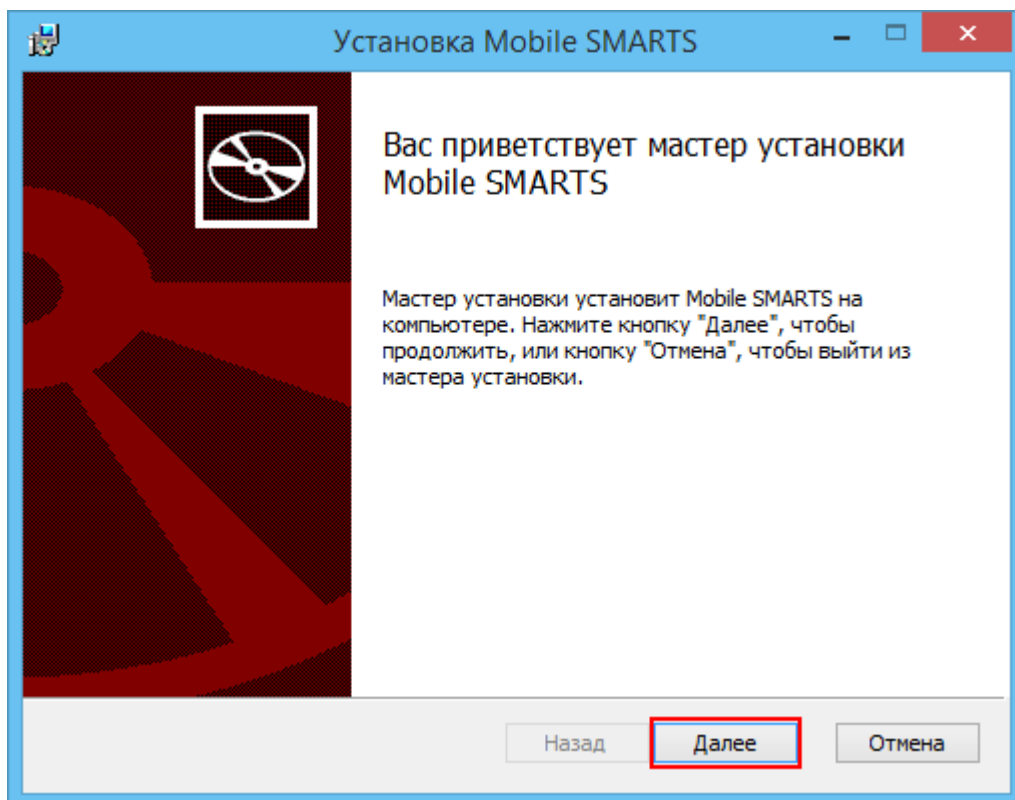 Установка Mobile SMARTS
Вас приветствует мастер установки
Mobile SMARTS
Мастер установки установит Mobile SMARTS на
компьютере. Нажмите кнопку "Далее", чтобы
продолжить, или кнопку "Отмена", чтобы выйти из
мастера установки.
Назад
Далее
Отмена